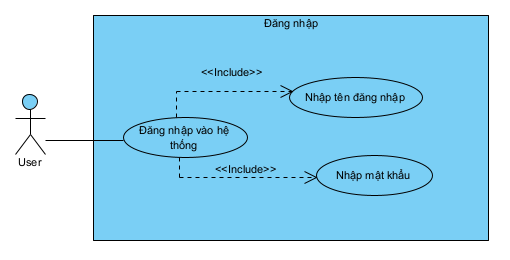 Đăng nhập
<<Include>>
Nhập tên đăng nhập
Đăng nhập vào hệ
thống
User
<<Include>>
Nhập mật khẩu